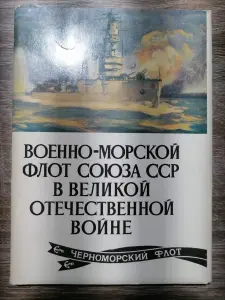 ВОЕННО-МОРСКОЙ
ФЛОТ СОЮЗА ССР
В ВЕЛИКОЙ
ОТЕЧЕСТВЕННОЙ
ВОЙНЕ
ЧЕРНОМОРСКИЙ ФЛОТ